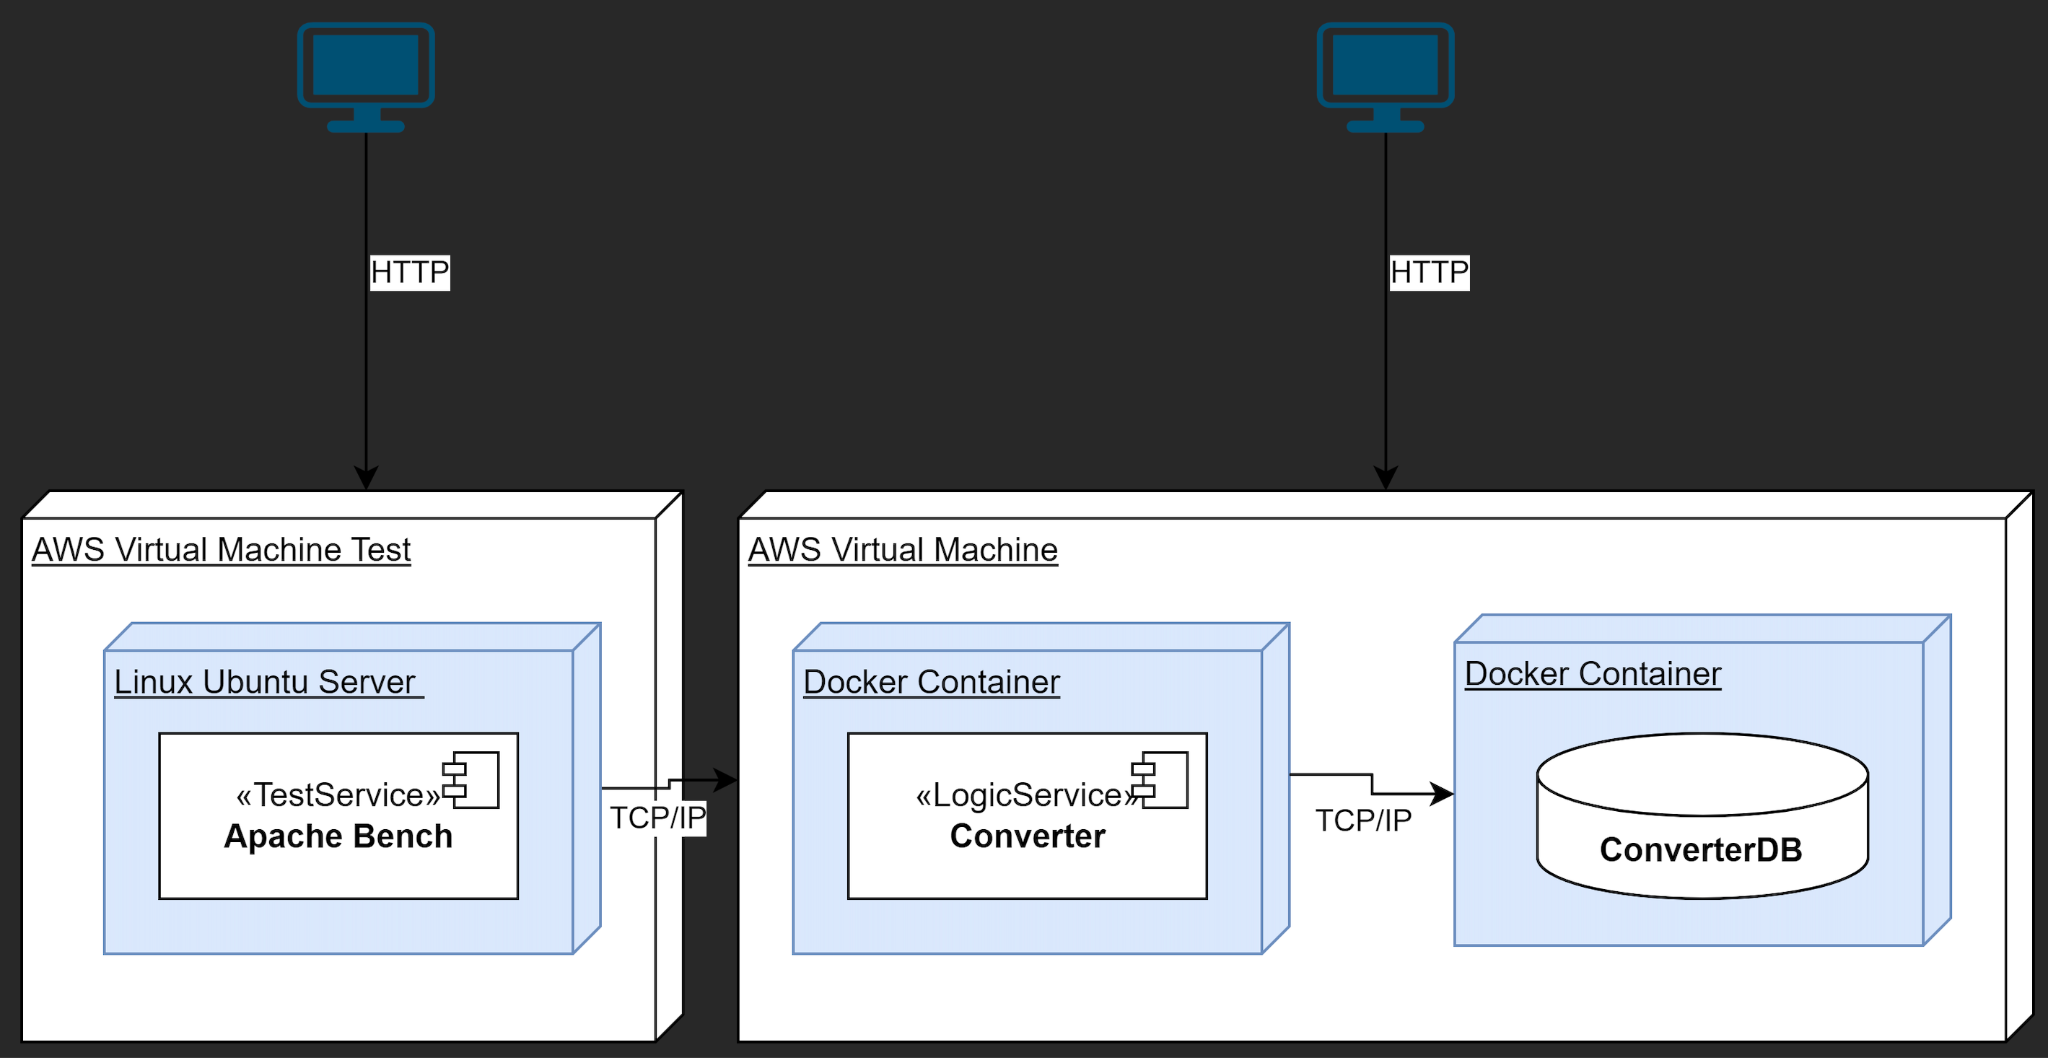 HTTP
HTTP
AWS Virtual Machine Test
Linux Ubuntu Server
«TestService»
Apache Bench
TCP/IP
AWS Virtual Machine
Docker Container
«LogicService»
Converter
TCP/IP
Docker Container
ConverterDB